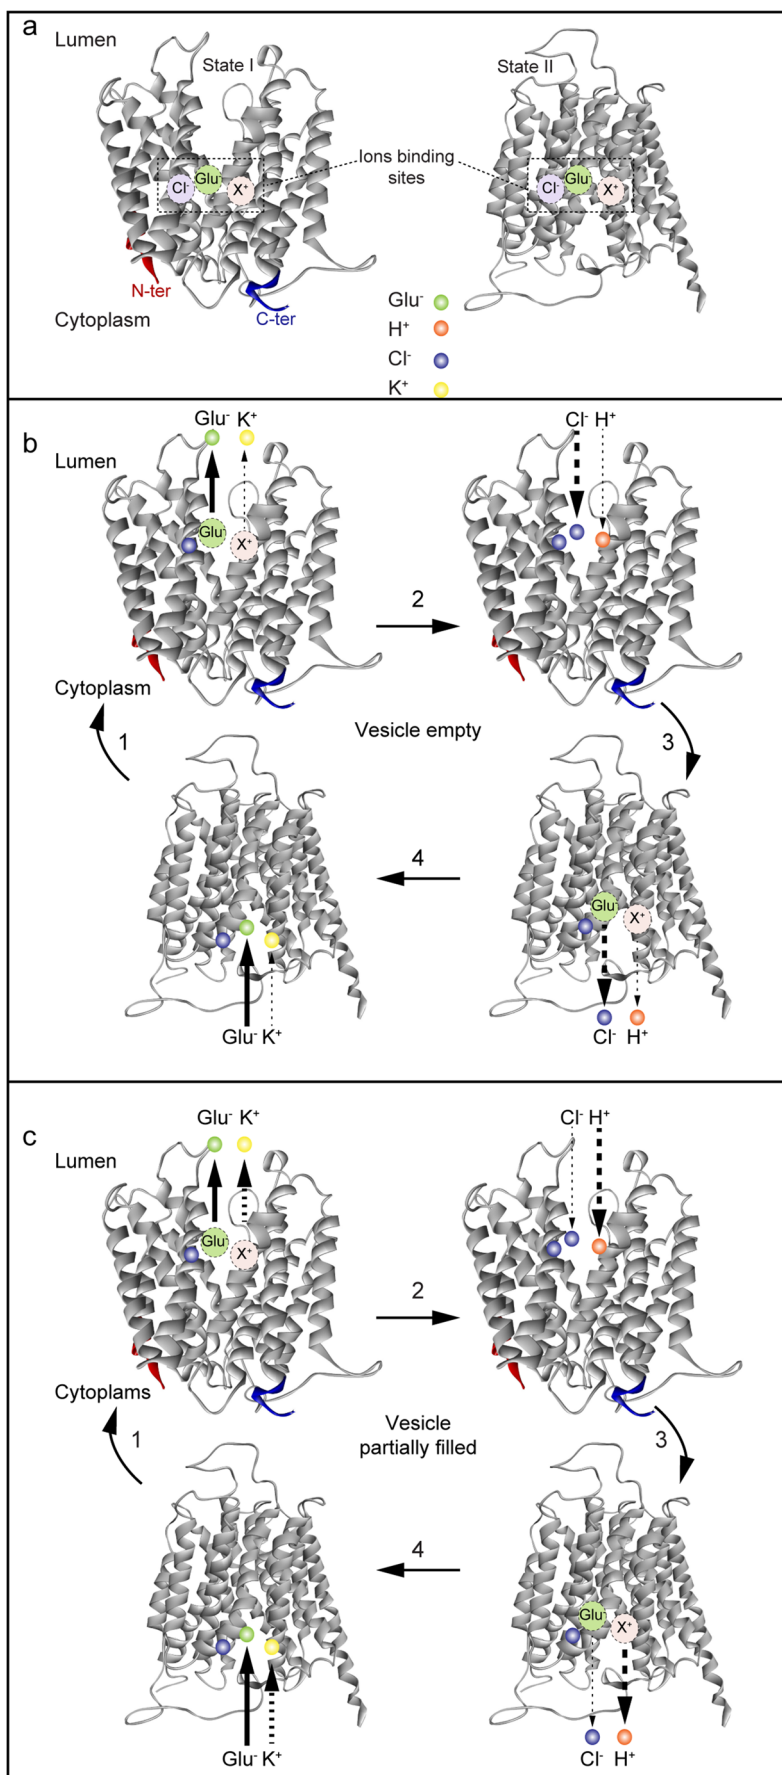 a
Lumen
State I
State II
Cl⁻ Glu⁻ X⁺
Ions binding
sites
Cl⁻ Glu⁻ X⁺
N-ter
C-ter
Cytoplasm
Glu⁻
H⁺
Cl⁻
K⁺
b
Glu⁻ K⁺
Cl⁻ H⁺
Lumen
Glu⁻
X⁺
2
Cytoplasm
1
Vesicle empty
3
4
Glu⁻
X⁺
Glu⁻ K⁺
Cl⁻ H⁺
c
Glu⁻ K⁺
Cl⁻ H⁺
Lumen
Glu⁻
X⁺
2
Cytoplams
1
Vesicle
partially filled
3
4
Glu⁻
X⁺
Glu⁻ K⁺
Cl⁻ H⁺